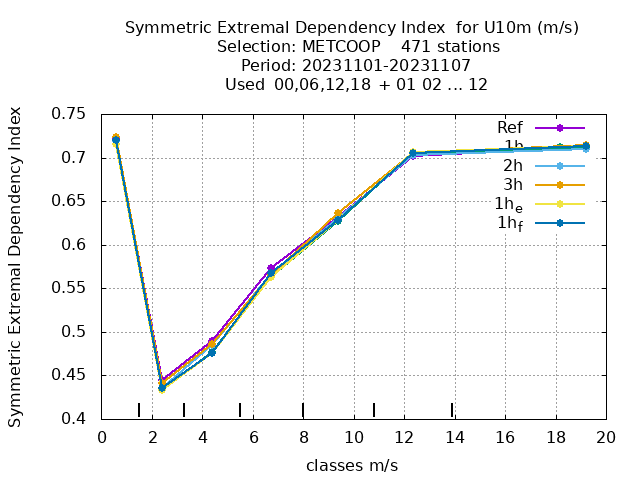 Symmetric Extremal Dependency Index for U10m (m/s)
Selection: METCOOP 471 stations
Period: 20231101-20231107
Used 00,06,12,18 + 01 02 ... 12
Symmetric Extremal Dependency Index
0.75
0.7
0.65
0.6
0.55
0.5
0.45
0.4
Ref
1h
2h
3h
1he
1hf
0 2 4 6 8 10 12 14 16 18 20
classes m/s